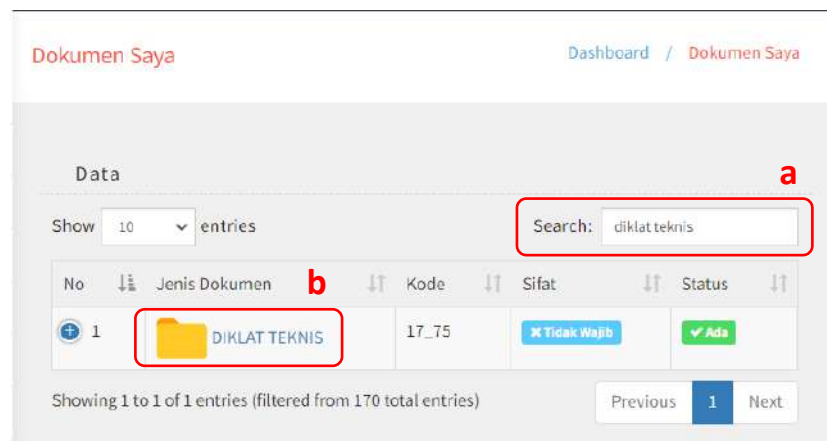 Dokumen Saya Dashboard / Dokumen Saya
Data
a
Show 10 entries Search: diklat teknis
No Jenis Dokumen b Kode Sifat Status
1 DIKLAT TEKNIS 17_75 Tidak Wajib Ada
Showing 1 to 1 of 1 entries (filtered from 170 total entries) Previous 1 Next